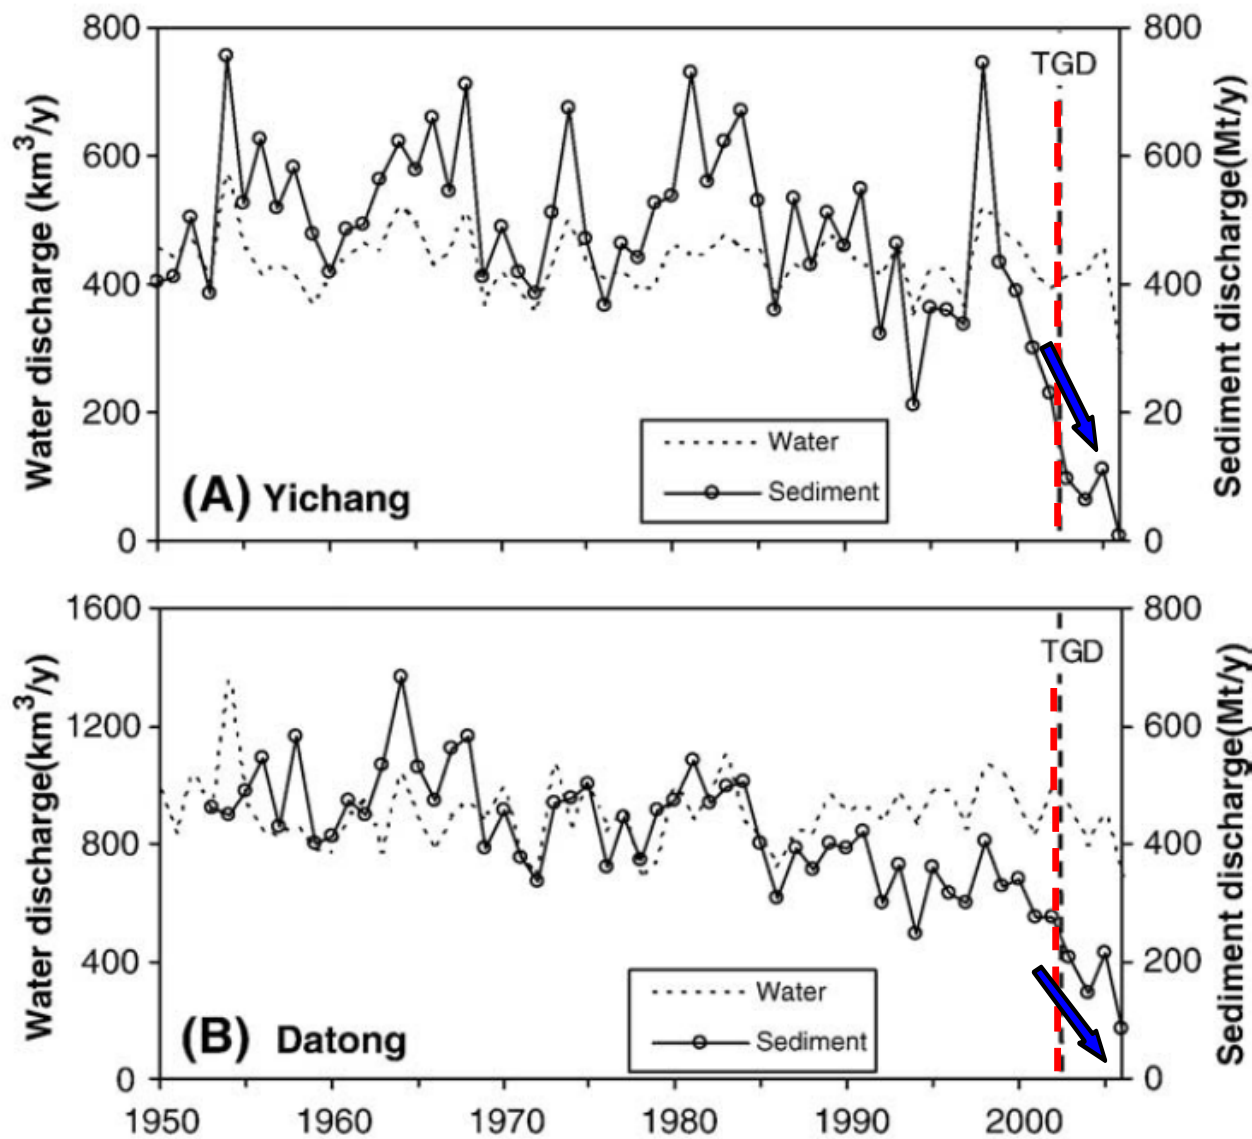 Water discharge (km³/y)
800
600
400
200
0
TGD
Water
Sediment
(A) Yichang
800
600
400
20
0
Sediment discharge(Mt/y)
Water discharge(km³/y)
1600
1200
800
400
0
TGD
Water
Sediment
(B) Datong
800
600
400
200
0
Sediment discharge(Mt/y)
1950 1960 1970 1980 1990 2000